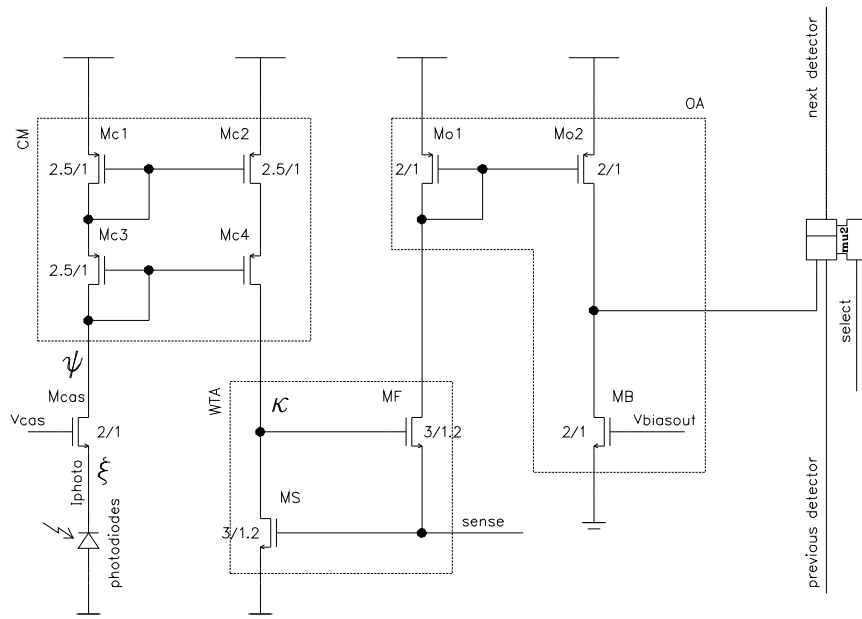 next detector
OA
CM
Mc1
Mc2
Mo1
Mo2
2.5/1
2.5/1
2/1
2/1
mu2
Mc3
Mc4
2.5/1
select
ψ
Mcas
WTA
κ
MF
MB
Vcas
2/1
3/1.2
2/1
Vbiasout
ξ
Iphoto
MS
photodiodes
3/1.2
sense
previous detector